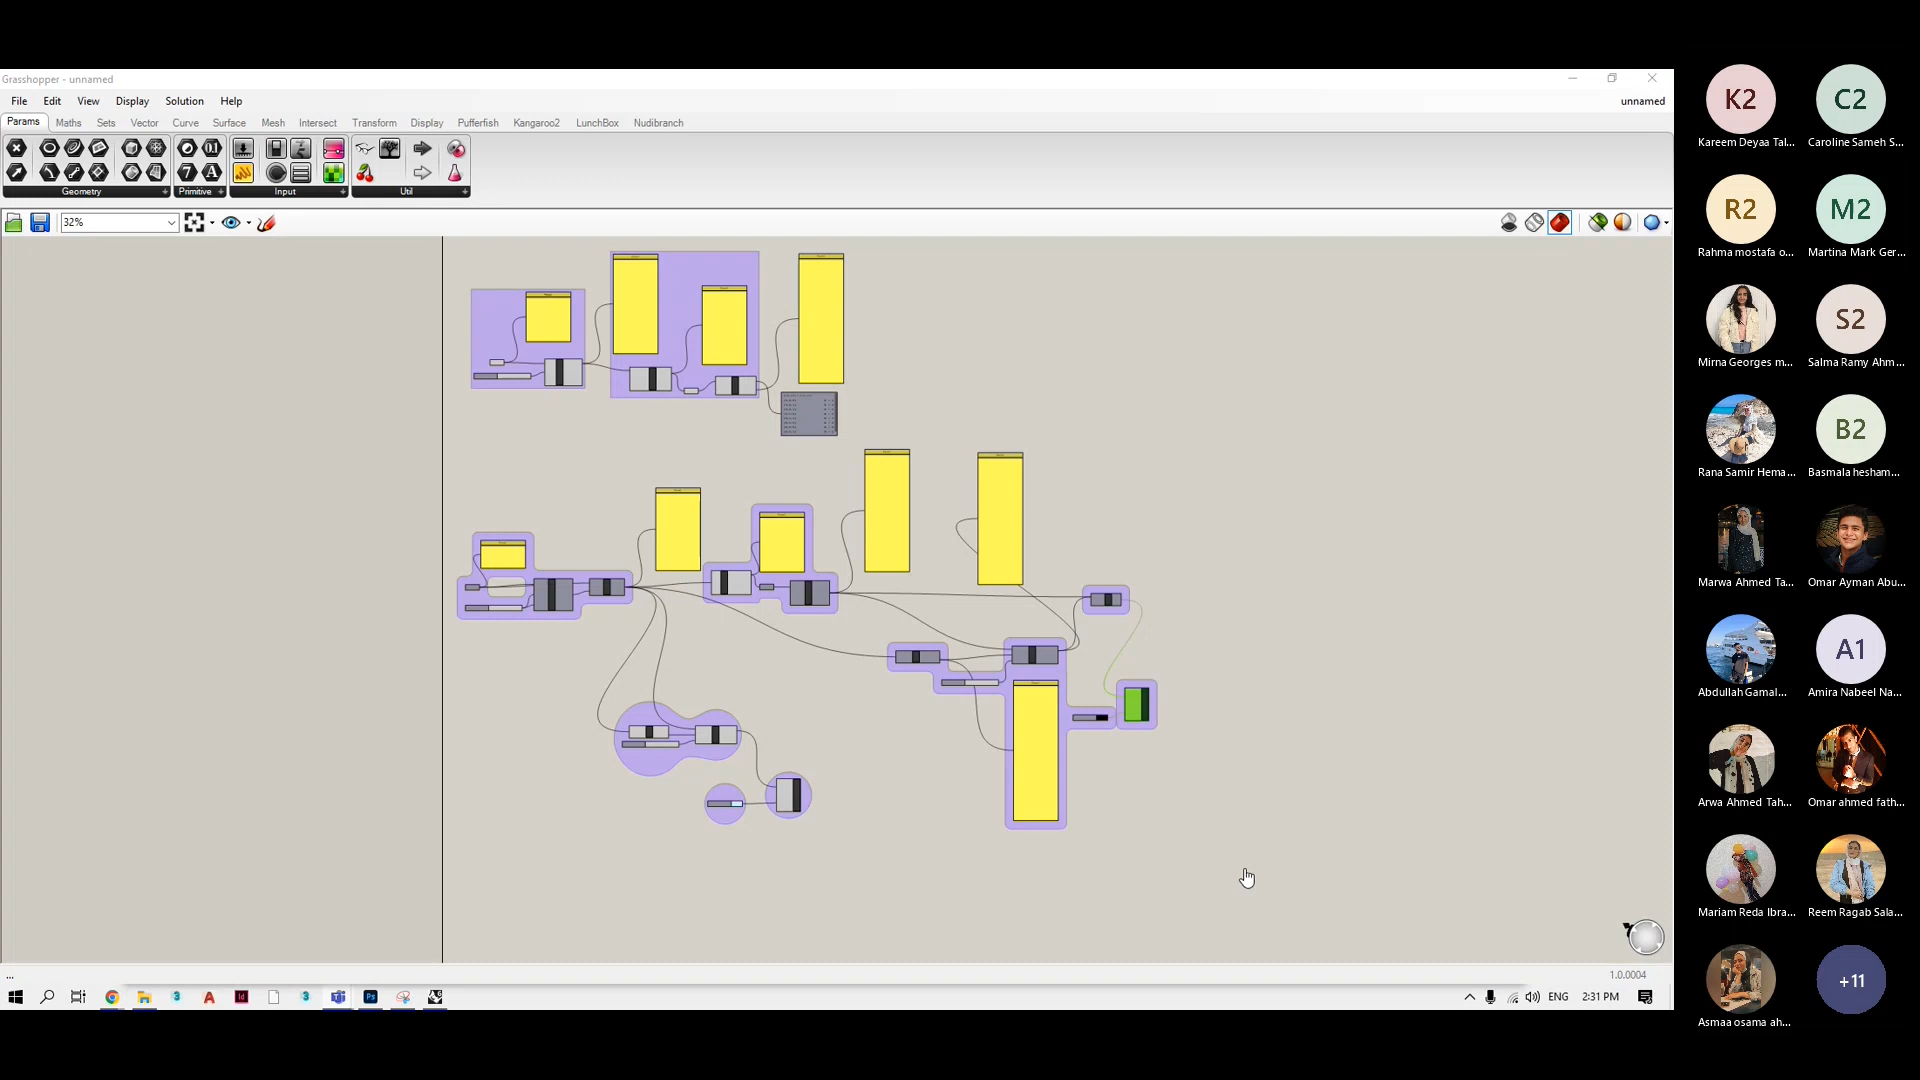 Grasshopper - unnamed
File Edit View Display Solution Help unnamed
Params Maths Sets Vector Curve Surface Mesh Intersect Transform Display Pufferfish Kangaroo2 LunchBox Nudibranch
Geometry Primitive Input Util
32%
K2 C2
Kareem Deyaa Tal... Caroline Sameh S...
R2 M2
Rahma mostafa o... Martina Mark Ger...
S2
Mirna Georges m... Salma Ramy Ahm...
B2
Rana Samir Hema... Basmala hesham...
Marwa Ahmed Ta... Omar Ayman Abu...
A1
Abdullah Gamal... Amira Nabeel Na...
Arwa Ahmed Tah... Omar ahmed fath...
Mariam Reda Ibra... Reem Ragab Sala...
+11
Asmaa osama ah...
...
1.0.0004
ENG 2:31 PM